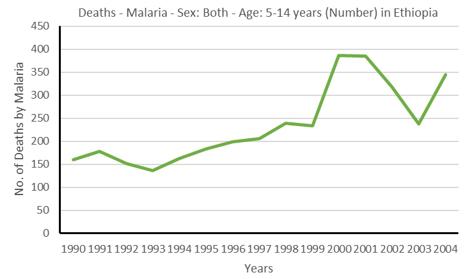 Deaths - Malaria - Sex: Both - Age: 5-14 years (Number) in Ethiopia
450
400
350
300
250
200
150
100
50
0
No. of Deaths by Malaria
1990 1991 1992 1993 1994 1995 1996 1997 1998 1999 2000 2001 2002 2003 2004
Years